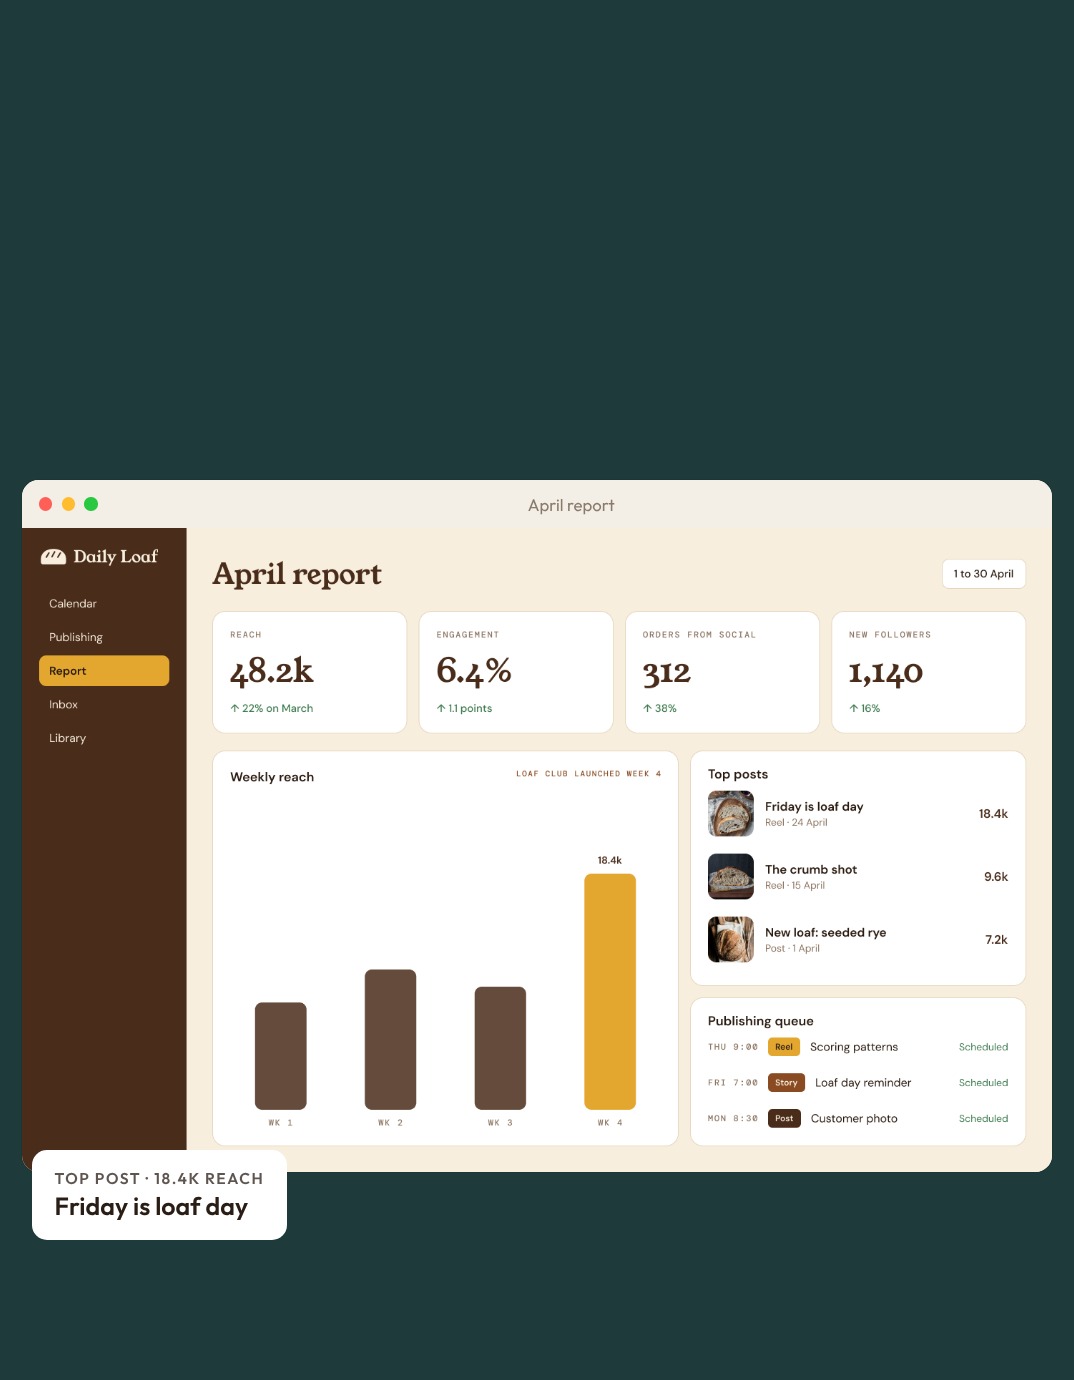 April report
Daily Loaf
Calendar
Publishing
Report
Inbox
Library
April report
1 to 30 April
REACH
48.2k
↑ 22% on March
ENGAGEMENT
6.4%
↑ 1.1 points
ORDERS FROM SOCIAL
312
↑ 38%
NEW FOLLOWERS
1,140
↑ 16%
Weekly reach
LOAF CLUB LAUNCHED WEEK 4
18.4k
WK 1
WK 2
WK 3
WK 4
Top posts
Friday is loaf day
Reel · 24 April
18.4k
The crumb shot
Reel · 15 April
9.6k
New loaf: seeded rye
Post · 1 April
7.2k
Publishing queue
THU 9:00 Reel Scoring patterns Scheduled
FRI 7:00 Story Loaf day reminder Scheduled
MON 8:30 Post Customer photo Scheduled
TOP POST · 18.4K REACH
Friday is loaf day